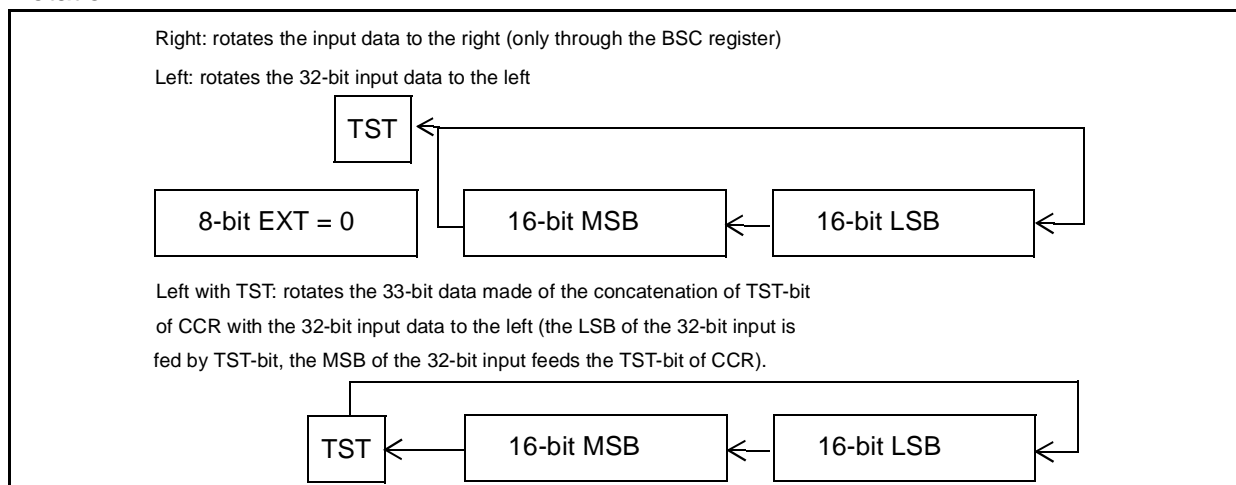 Right: rotates the input data to the right (only through the BSC register)
Left: rotates the 32-bit input data to the left
TST
8-bit EXT = 0
16-bit MSB
16-bit LSB
Left with TST: rotates the 33-bit data made of the concatenation of TST-bit
of CCR with the 32-bit input data to the left (the LSB of the 32-bit input is
fed by TST-bit, the MSB of the 32-bit input feeds the TST-bit of CCR).
TST
16-bit MSB
16-bit LSB